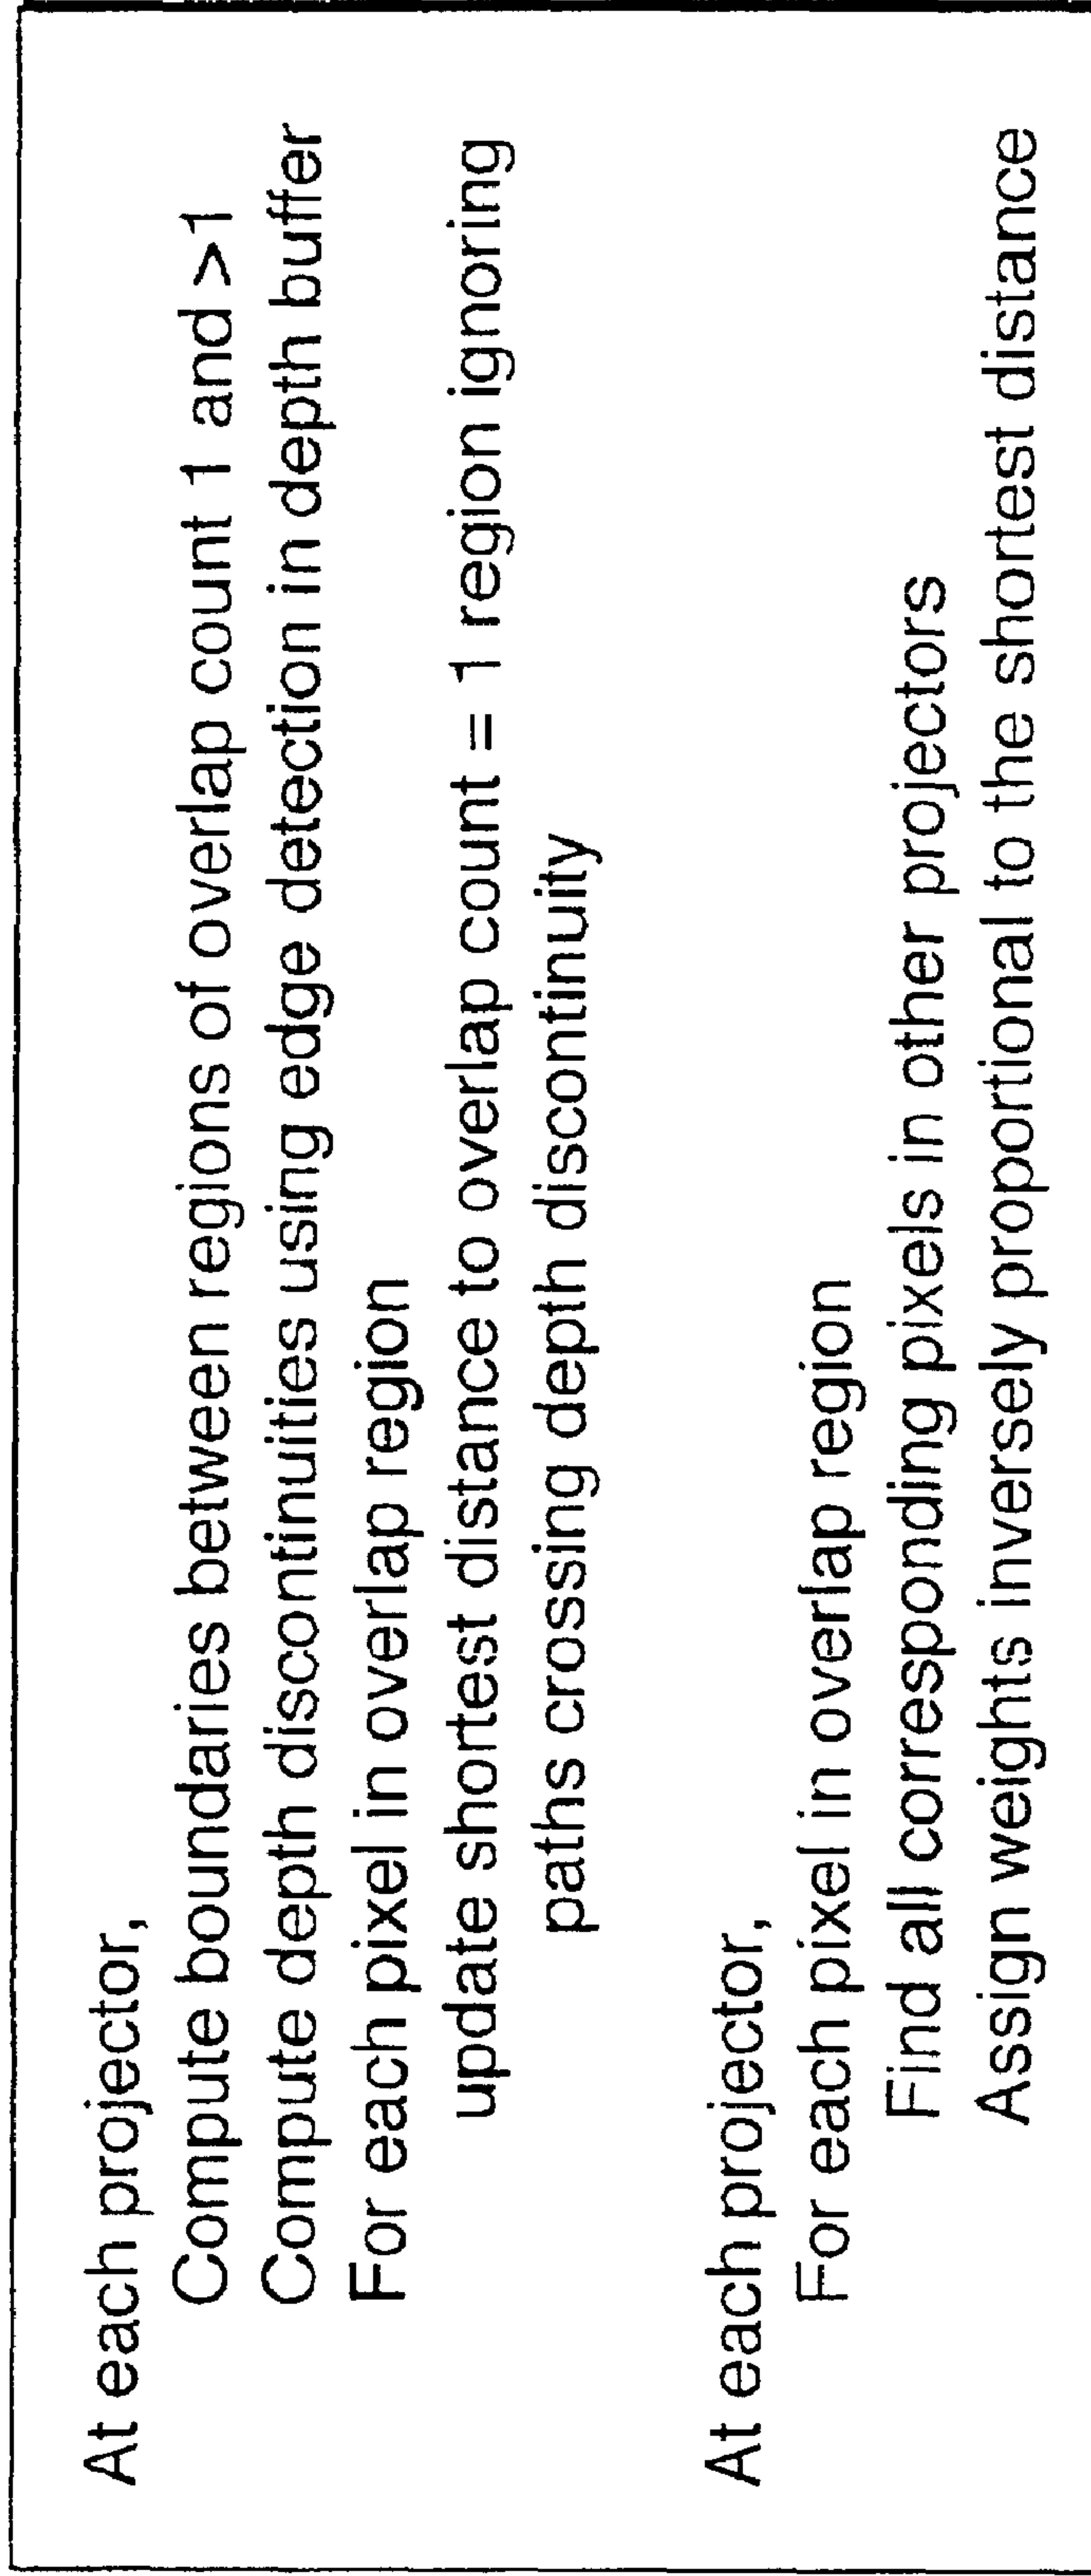 At each projector,
Compute boundaries between regions of overlap count 1 and >1
Compute depth discontinuities using edge detection in depth buffer
For each pixel in overlap region
update shortest distance to overlap count = 1 region ignoring
paths crossing depth discontinuity
At each projector,
For each pixel in overlap region
Find all corresponding pixels in other projectors
Assign weights inversely proportional to the shortest distance